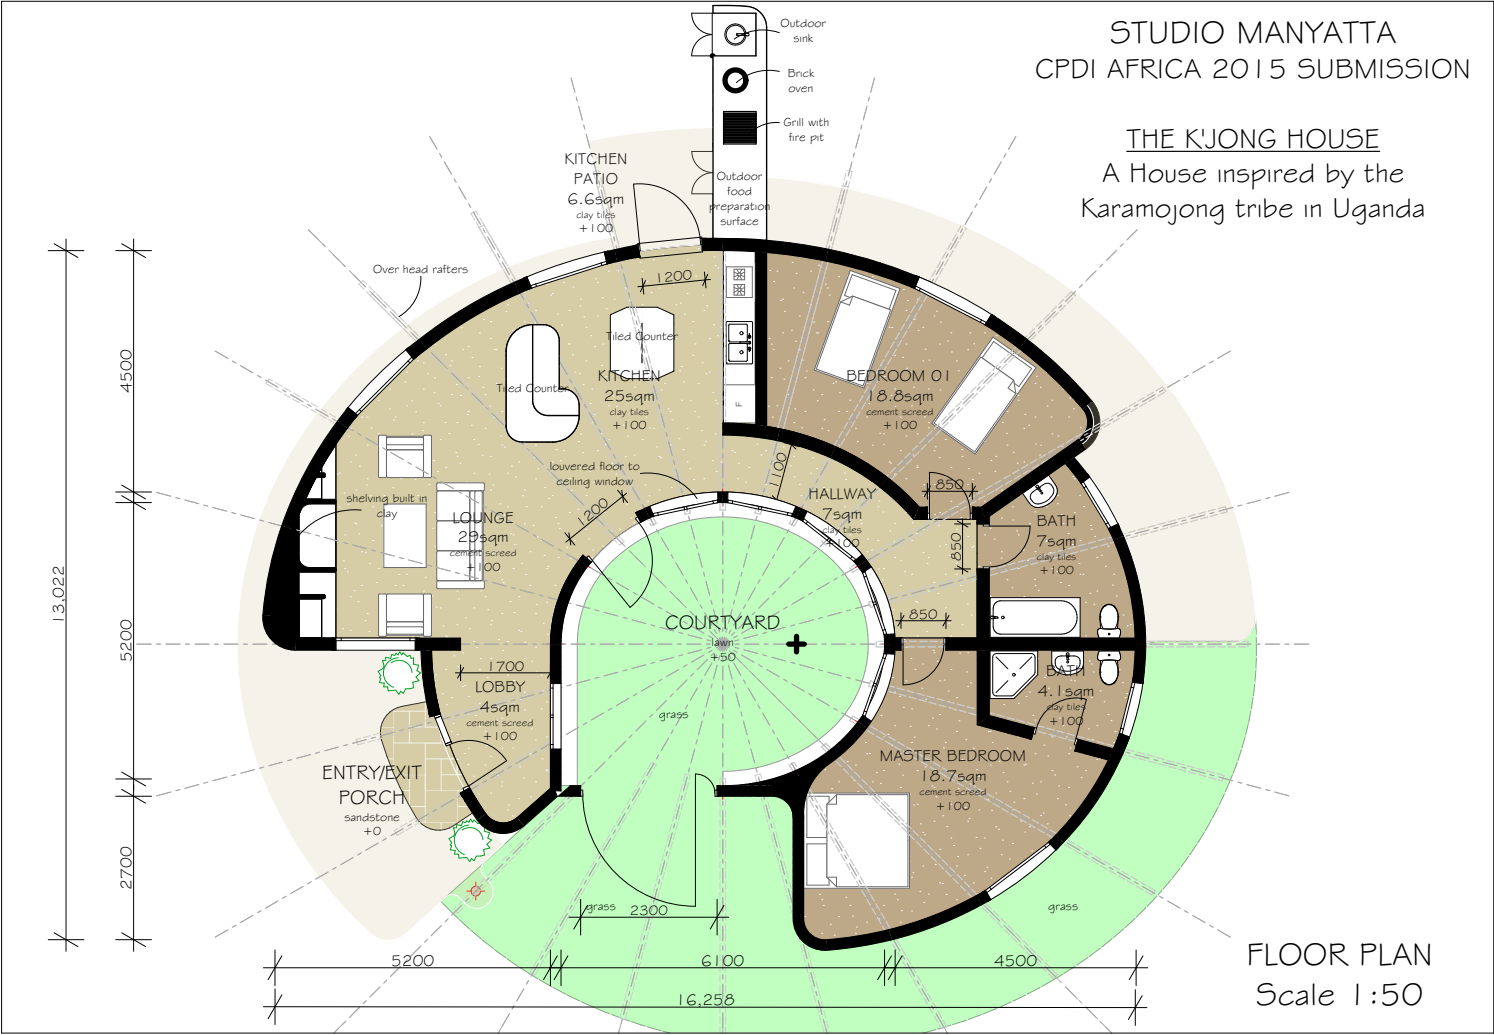 STUDIO MANYATTA
CPDI AFRICA 2015 SUBMISSION
THE K'JONG HOUSE
A House inspired by the
Karamojong tribe in Uganda
Outdoor
sink
Brick
oven
Grill with
fire pit
Outdoor
food
preparation
surface
KITCHEN
PATIO
6.6sqm
clay tiles
+100
Over head rafters
1200
Tiled Counter
Tiled Counter
KITCHEN
25sqm
clay tiles
+100
F
BEDROOM 01
18.8sqm
cement screed
+100
louvered floor to
ceiling window
1100
1200
shelving built in
clay
LOUNGE
29sqm
cement screed
+100
HALLWAY
7sqm
clay tiles
+100
850
850
BATH
7sqm
clay tiles
+100
850
COURTYARD
lawn
+50
grass
1700
LOBBY
4sqm
cement screed
+100
BATH
4.1sqm
clay tiles
+100
ENTRY/EXIT
PORCH
sandstone
+0
MASTER BEDROOM
18.7sqm
cement screed
+100
grass
2300
grass
4500
13,022
5200
2700
5200
6100
4500
16,258
FLOOR PLAN
Scale 1:50